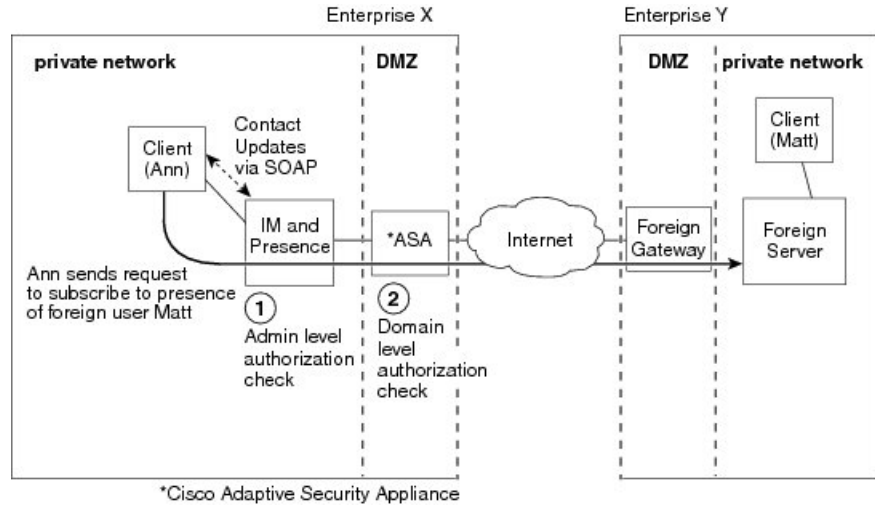 Enterprise X
Enterprise Y
private network
DMZ
DMZ
private network
Client
(Ann)
Contact
Updates
via SOAP
Client
(Matt)
IM and
Presence
*ASA
Internet
Foreign
Gateway
Foreign
Server
Ann sends request
to subscribe to presence
of foreign user Matt
1
Admin level
authorization
check
2
Domain
level
authorization
check
*Cisco Adaptive Security Appliance